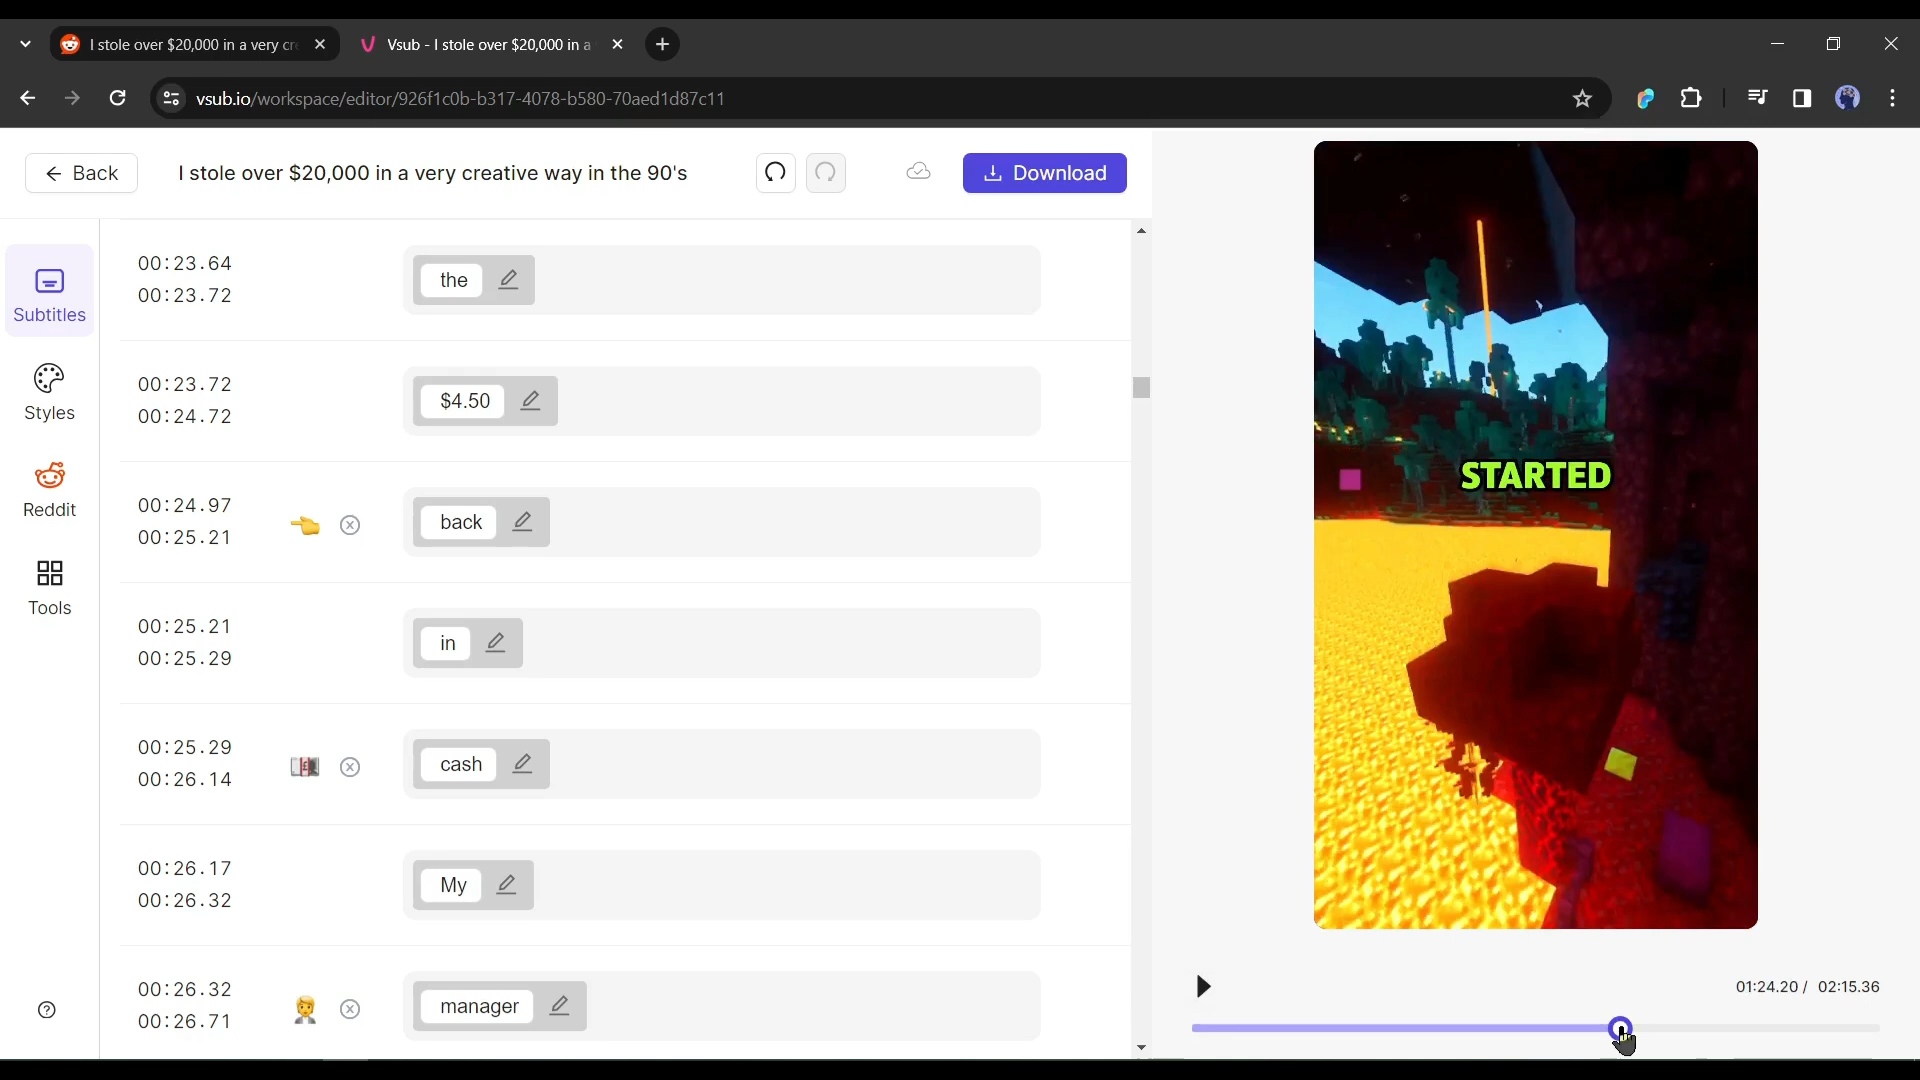 I stole over $20,000 in a very cr
Vsub - I stole over $20,000 in a
vsub.io/workspace/editor/926f1c0b-b317-4078-b580-70aed1d87c11
Back
I stole over $20,000 in a very creative way in the 90's
Download
Subtitles
Styles
Reddit
Tools
00:23.64
00:23.72
the
00:23.72
00:24.72
$4.50
00:24.97
00:25.21
back
00:25.21
00:25.29
in
00:25.29
00:26.14
cash
00:26.17
00:26.32
My
00:26.32
00:26.71
manager
STARTED
01:24.20 / 02:15.36